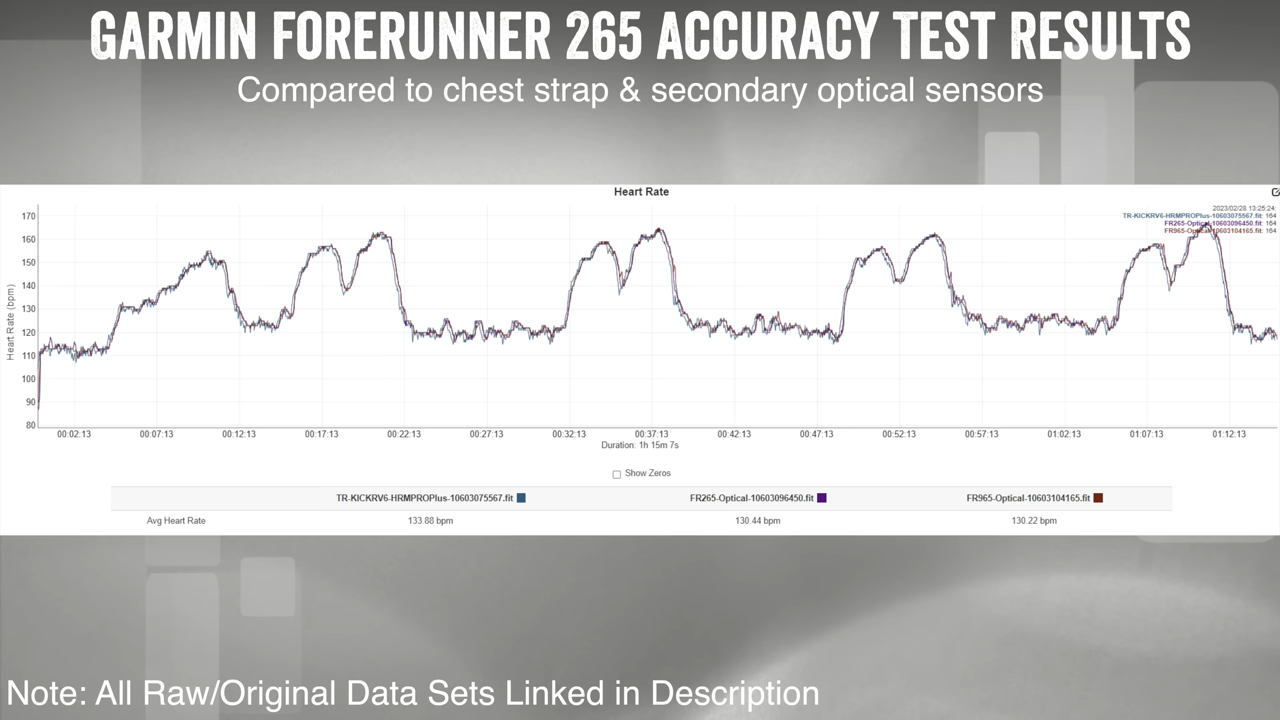 GARMIN FORERUNNER 265 ACCURACY TEST RESULTS
Compared to chest strap & secondary optical sensors
Heart Rate
2023/02/28 13:25:24:
TR-KICKRV6-HRMPROPlus-10603075567.fit: 164
FR265-Optical-10603096450.fit: 164
FR965-Optical-10603104165.fit: 164
Heart Rate (bpm)
170
160
150
140
130
120
110
100
90
80
00:02:13 00:07:13 00:12:13 00:17:13 00:22:13 00:27:13 00:32:13 00:37:13 00:42:13 00:47:13 00:52:13 00:57:13 01:02:13 01:07:13 01:12:13
Duration: 1h 15m 7s
Show Zeros
TR-KICKRV6-HRMPROPlus-10603075567.fit FR265-Optical-10603096450.fit FR965-Optical-10603104165.fit
Avg Heart Rate 133.88 bpm 130.44 bpm 130.22 bpm
Note: All Raw/Original Data Sets Linked in Description